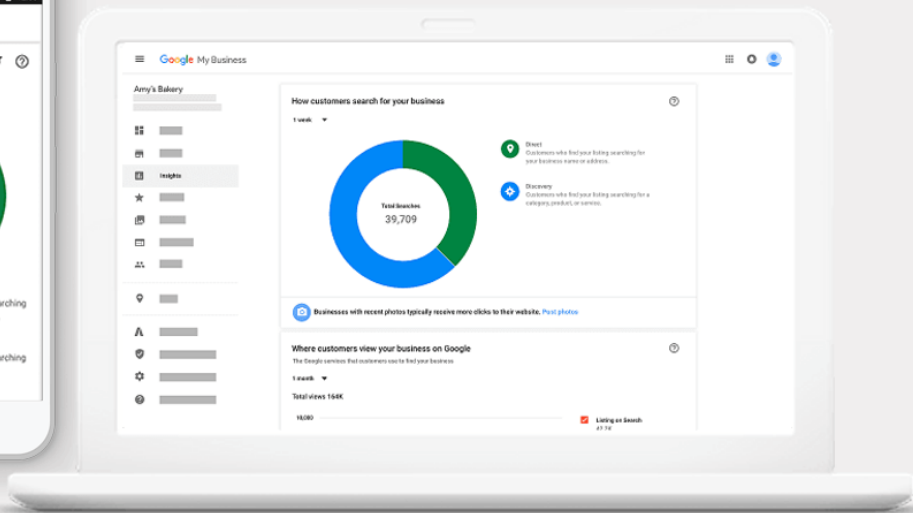 Google My Business
Amy's Bakery
Insights
How customers search for your business
1 week
Total Searches
39,709
Direct
Customers who find your listing searching for
your business name or address.
Discovery
Customers who find your listing searching for a
category, product, or service.
Businesses with recent photos typically receive more clicks to their website. Post photos
Where customers view your business on Google
The Google services that customers use to find your business
1 month
Total views 164K
10,000
Listing on Search
arching
arching